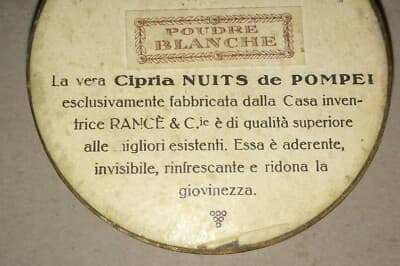 POUDRE
BLANCHE
La vera Cipria NUITS de POMPEI
esclusivamente fabbricata dalla Casa inven-
trice RANCÈ & C.ie è di qualità superiore
alle migliori esistenti. Essa è aderente,
invisibile, rinfrescante e ridona la
giovinezza.